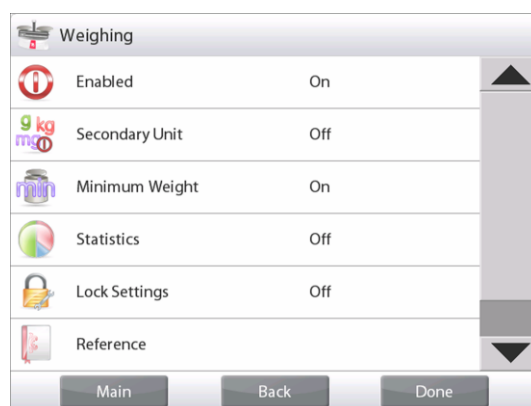 Weighing
Enabled On
g kg
mg
Secondary Unit Off
min
Minimum Weight On
Statistics Off
Lock Settings Off
Reference
Main Back Done